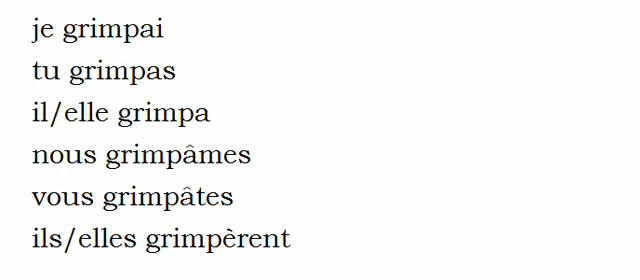 je grimpai
tu grimpas
il/elle grimpa
nous grimpâmes
vous grimpâtes
ils/elles grimpèrent